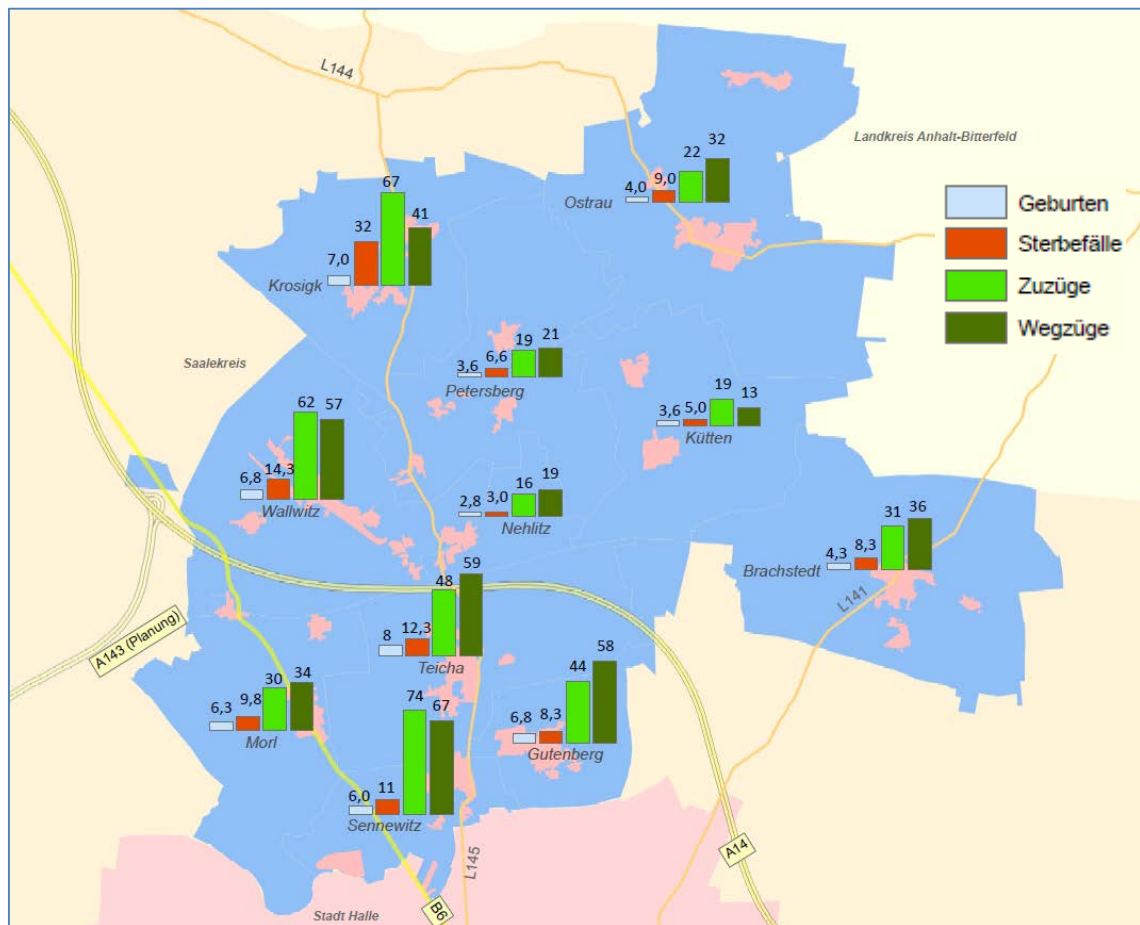 L144
Landkreis Anhalt-Bitterfeld
Geburten
Sterbefälle
Zuzüge
Wegzüge
4,0 9,0 22 32
Ostrau
7,0 32 67 41
Krosigk
Saalekreis
3,6 6,6 19 21
Petersberg
3,6 5,0 19 13
Kütten
6,8 14,3 62 57
Wallwitz
2,8 3,0 16 19
Nehlitz
4,3 8,3 31 36
Brachstedt
L141
A143 (Planung)
8 12,3 48 59
Teicha
6,3 9,8 30 34
Morl
6,8 8,3 44 58
Gutenberg
6,0 11 74 67
Sennewitz
L145
A14
B6
Stadt Halle